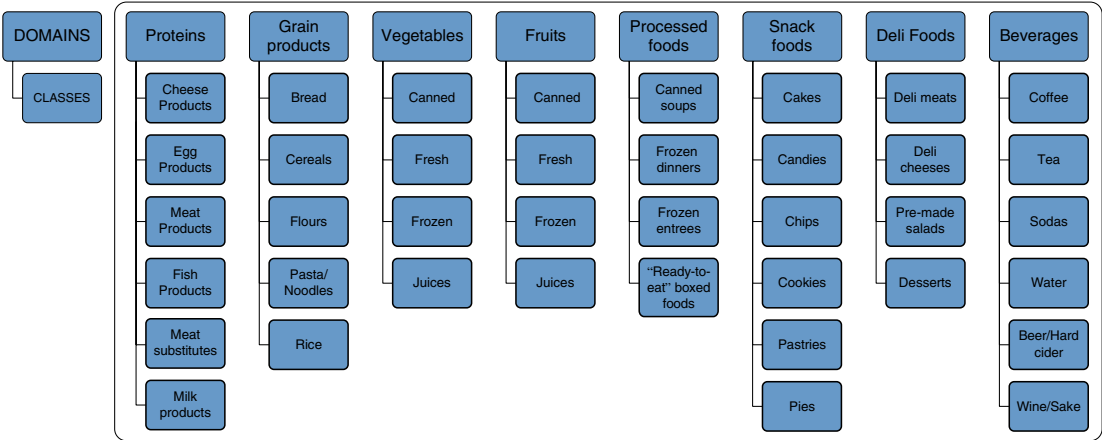 DOMAINS
CLASSES
Proteins
Cheese
Products
Egg
Products
Meat
Products
Fish
Products
Meat
substitutes
Milk
products
Grain
products
Bread
Cereals
Flours
Pasta/
Noodles
Rice
Vegetables
Canned
Fresh
Frozen
Juices
Fruits
Canned
Fresh
Frozen
Juices
Processed
foods
Canned
soups
Frozen
dinners
Frozen
entrees
“Ready-to-
eat” boxed
foods
Snack
foods
Cakes
Candies
Chips
Cookies
Pastries
Pies
Deli Foods
Deli meats
Deli
cheeses
Pre-made
salads
Desserts
Beverages
Coffee
Tea
Sodas
Water
Beer/Hard
cider
Wine/Sake